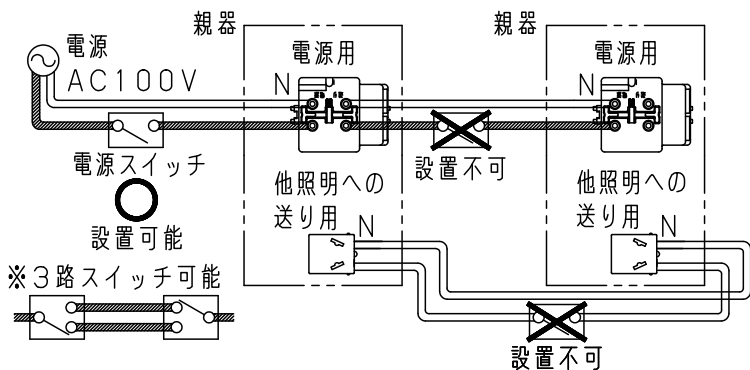 親器
親器
電源
AC100V
電源用
N
電源用
N
電源スイッチ
設置可能
設置不可
他照明への
送り用
N
他照明への
送り用
N
※3路スイッチ可能
設置不可